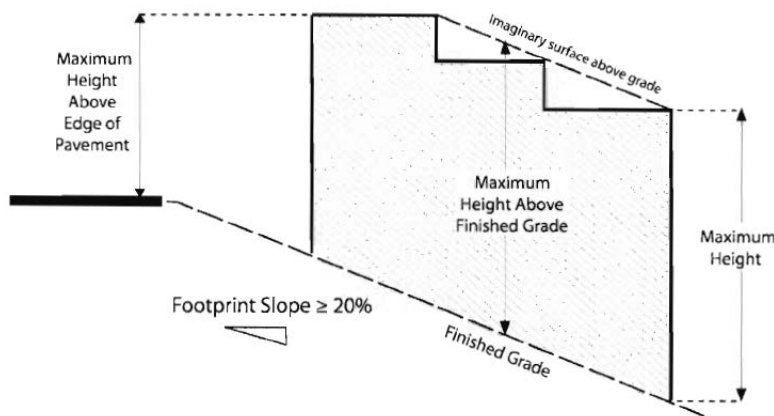 Maximum
Height
Above
Edge of
Pavement
Imaginary surface above grade
Maximum
Height Above
Finished Grade
Maximum
Height
Footprint Slope ≥ 20%
Finished Grade